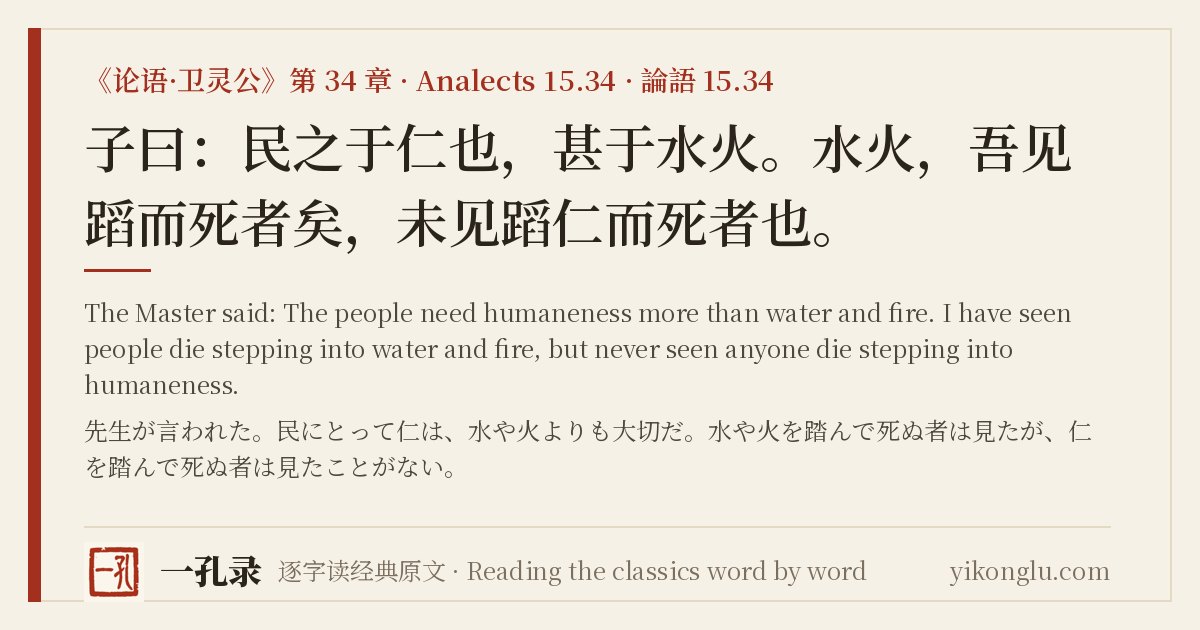 《论语·卫灵公》第 34 章 · Analects 15.34 · 論語 15.34
子曰：民之于仁也，甚于水火。水火，吾见
蹈而死者矣，未见蹈仁而死者也。
The Master said: The people need humaneness more than water and fire. I have seen
people die stepping into water and fire, but never seen anyone die stepping into
humaneness.
先生が言われた。民にとって仁は、水や火よりも大切だ。水や火を踏んで死ぬ者は見たが、仁
を踏んで死ぬ者は見たことがない。
一孔
一孔录 逐字读经典原文 · Reading the classics word by word yikonglu.com